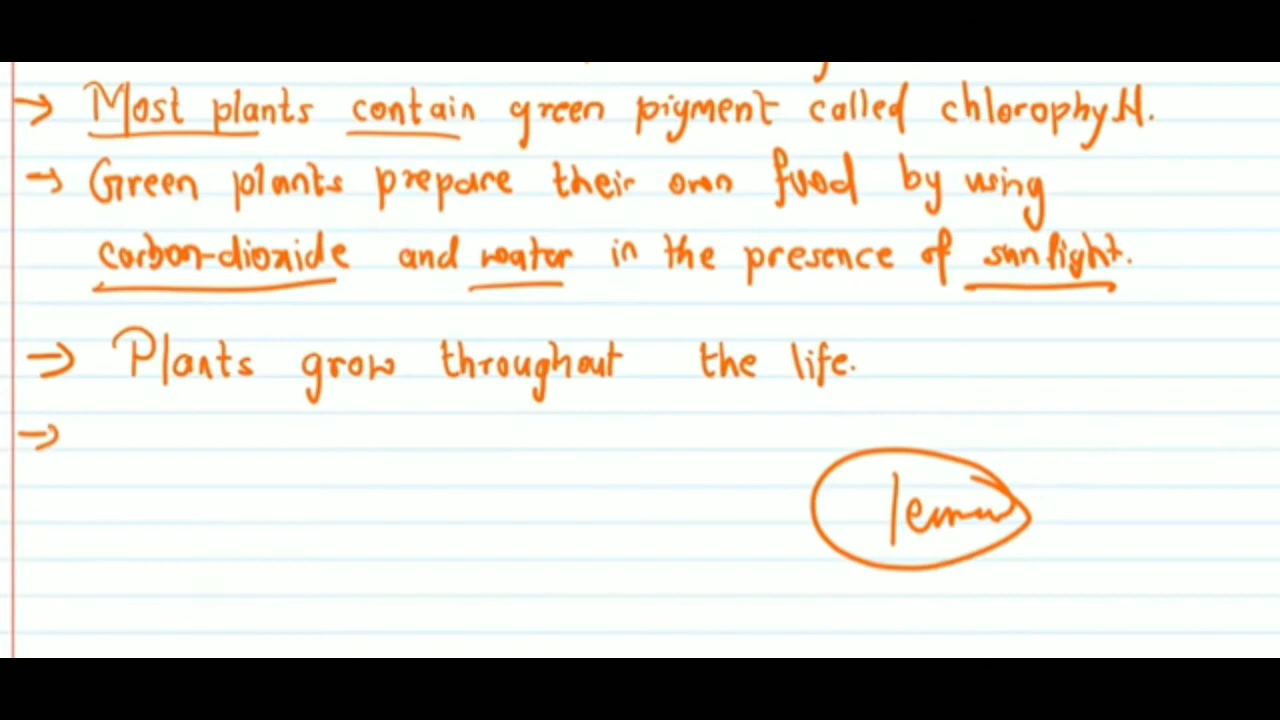 → Most plants contain green pigment called chlorophyll.
→ Green plants prepare their own food by using
carbon-dioxide and water in the presence of sunlight.
→ Plants grow throughout the life.
→